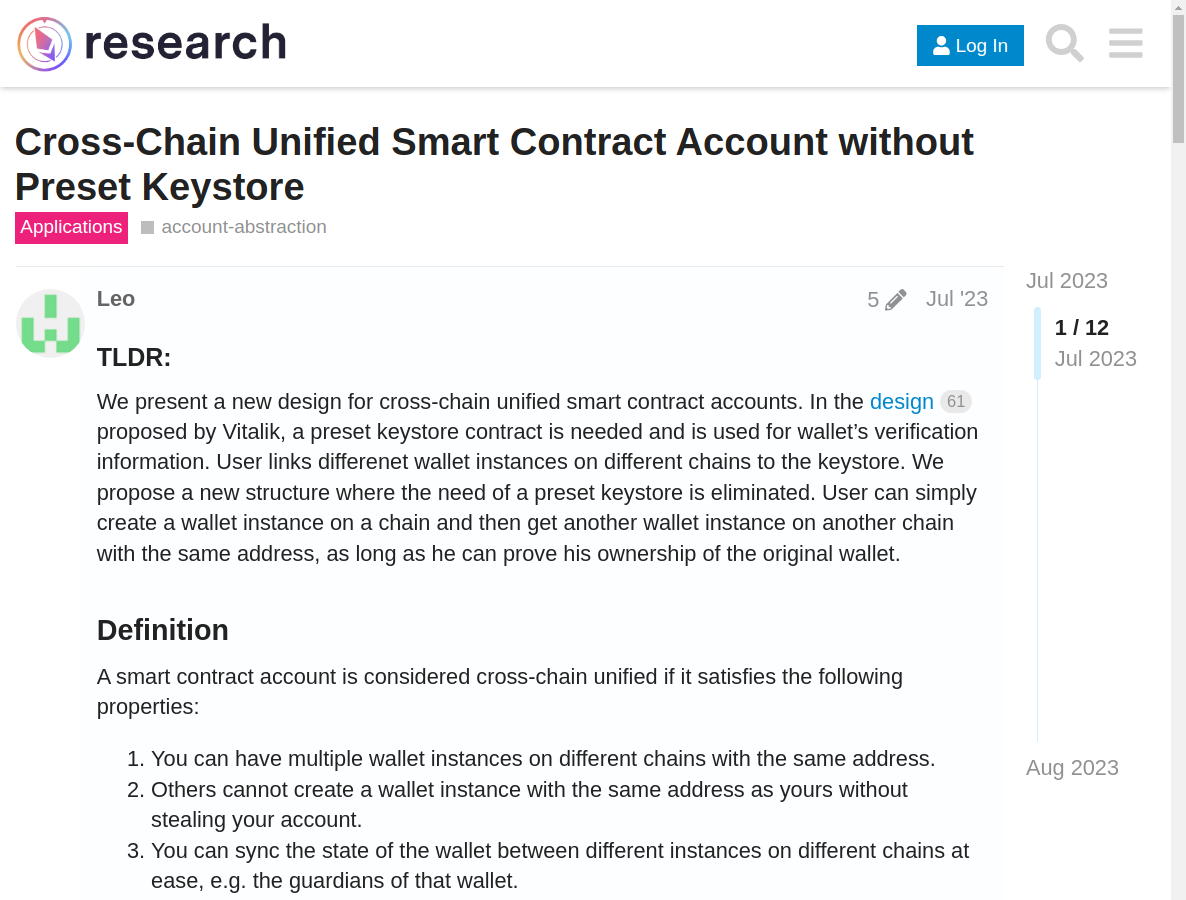 research
Log In
Cross-Chain Unified Smart Contract Account without
Preset Keystore
Applications
account-abstraction
Leo
5
Jul '23
TLDR:
We present a new design for cross-chain unified smart contract accounts. In the design 61
proposed by Vitalik, a preset keystore contract is needed and is used for wallet’s verification
information. User links differenet wallet instances on different chains to the keystore. We
propose a new structure where the need of a preset keystore is eliminated. User can simply
create a wallet instance on a chain and then get another wallet instance on another chain
with the same address, as long as he can prove his ownership of the original wallet.
Definition
A smart contract account is considered cross-chain unified if it satisfies the following
properties:
1. You can have multiple wallet instances on different chains with the same address.
2. Others cannot create a wallet instance with the same address as yours without
stealing your account.
3. You can sync the state of the wallet between different instances on different chains at
ease, e.g. the guardians of that wallet.
Jul 2023
1 / 12
Jul 2023
Aug 2023